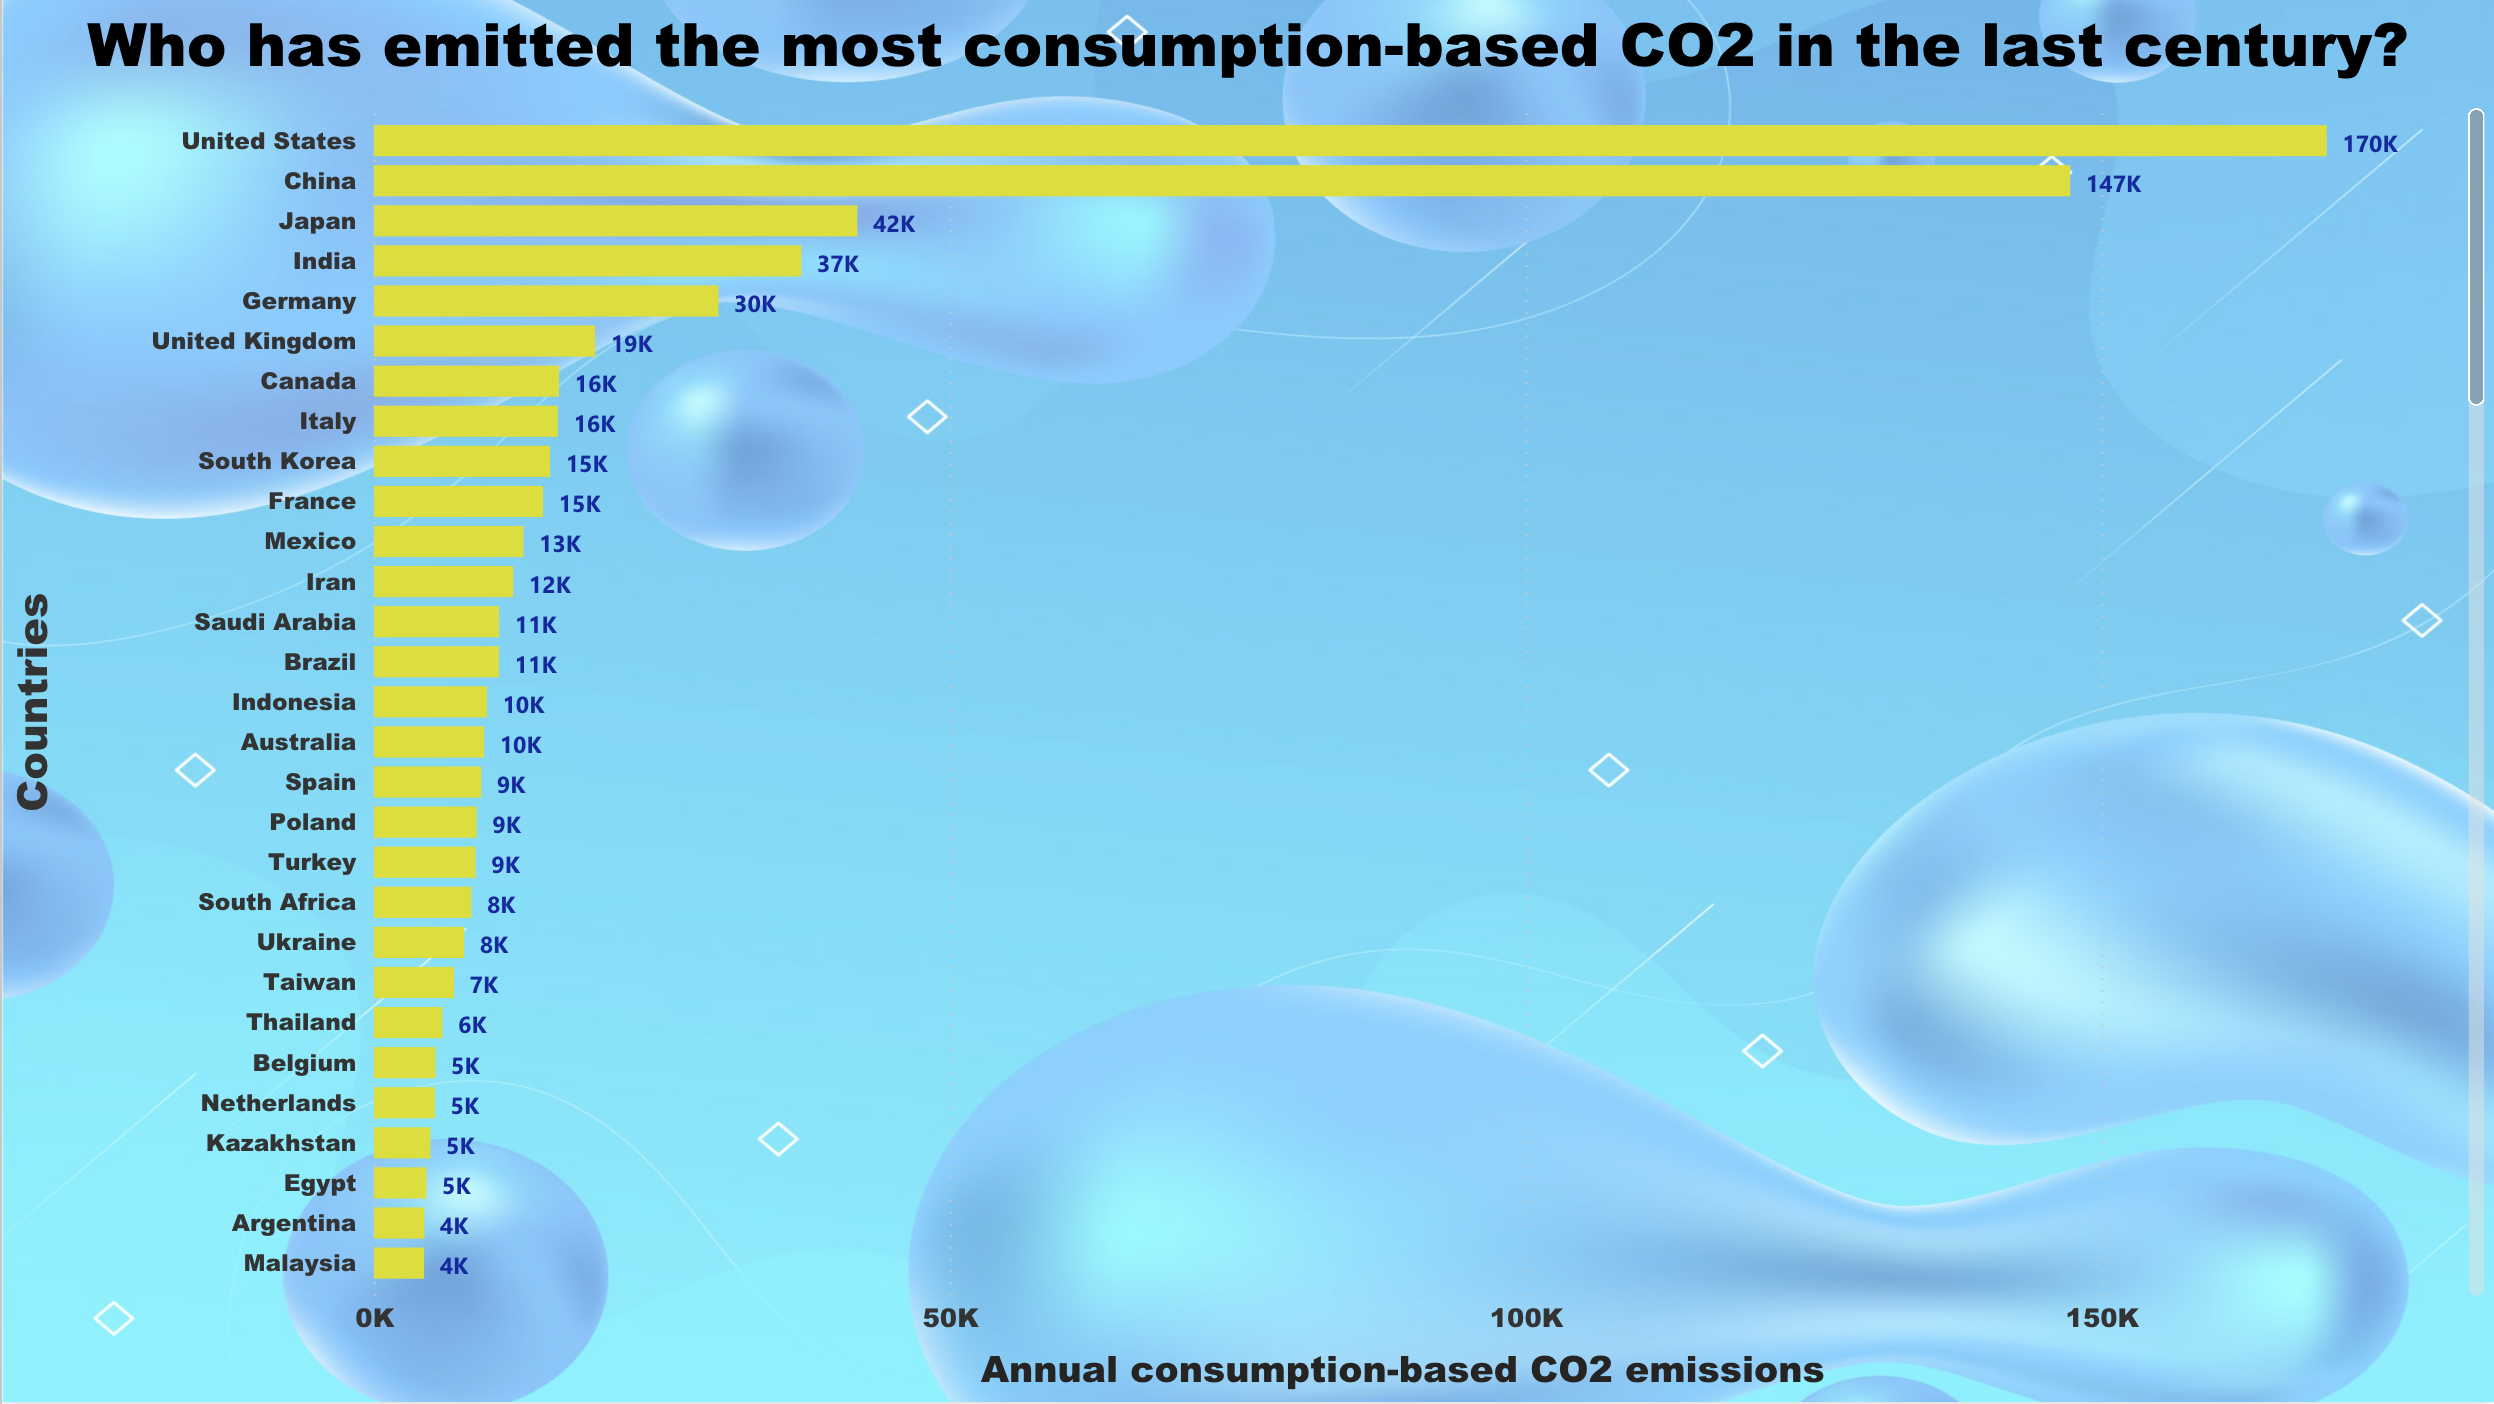 Who has emitted the most consumption-based CO2 in the last century?
United States 170K
China 147K
Japan 42K
India 37K
Germany 30K
United Kingdom 19K
Canada 16K
Italy 16K
South Korea 15K
France 15K
Mexico 13K
Iran 12K
Saudi Arabia 11K
Brazil 11K
Indonesia 10K
Australia 10K
Spain 9K
Poland 9K
Turkey 9K
South Africa 8K
Ukraine 8K
Taiwan 7K
Thailand 6K
Belgium 5K
Netherlands 5K
Kazakhstan 5K
Egypt 5K
Argentina 4K
Malaysia 4K
Countries
0K 50K 100K 150K
Annual consumption-based CO2 emissions